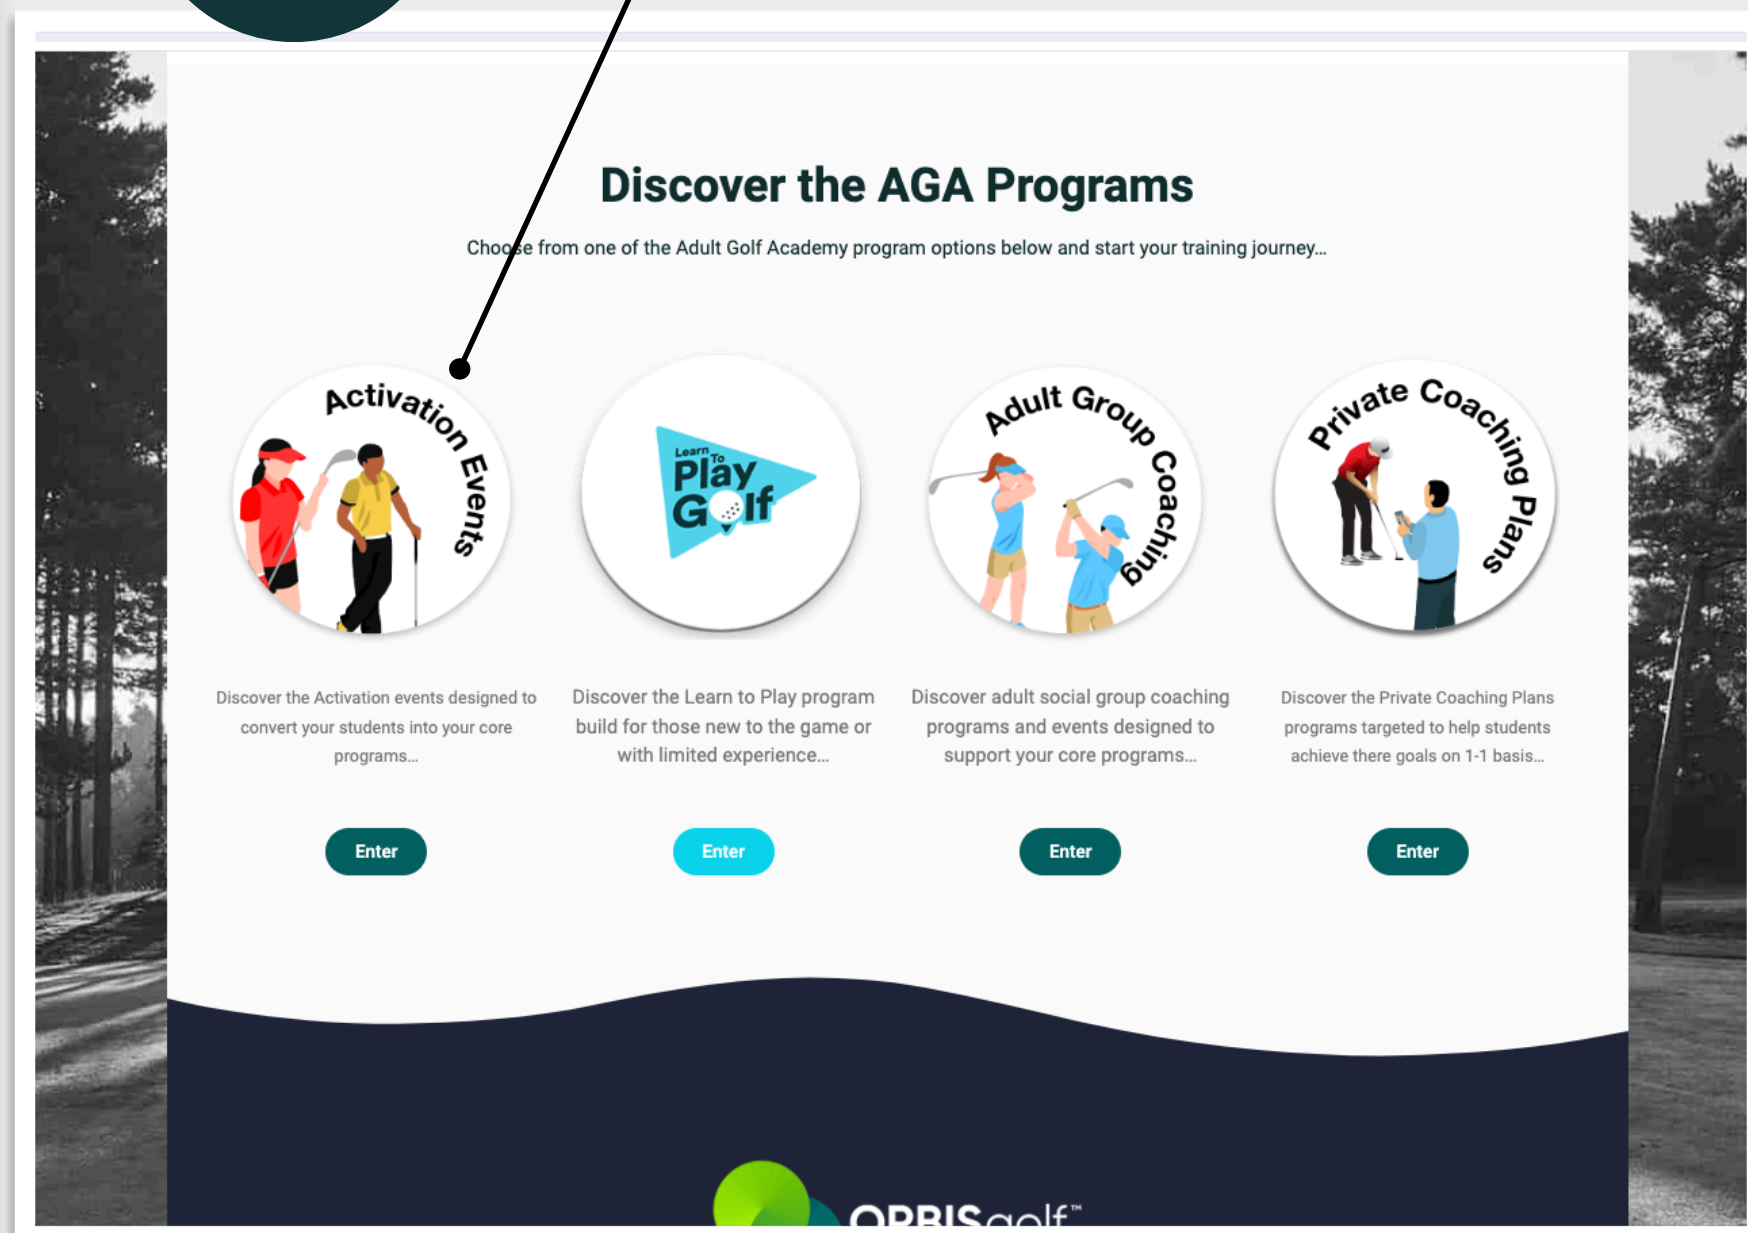 Discover the AGA Programs
Choose from one of the Adult Golf Academy program options below and start your training journey...
Activation Events
Learn To
Play
Golf
Adult Group Coaching
Private Coaching Plans
Discover the Activation events designed to
convert your students into your core
programs...
Discover the Learn to Play program
build for those new to the game or
with limited experience...
Discover adult social group coaching
programs and events designed to
support your core programs...
Discover the Private Coaching Plans
programs targeted to help students
achieve there goals on 1-1 basis...
Enter
Enter
Enter
Enter
ORBISgolf™